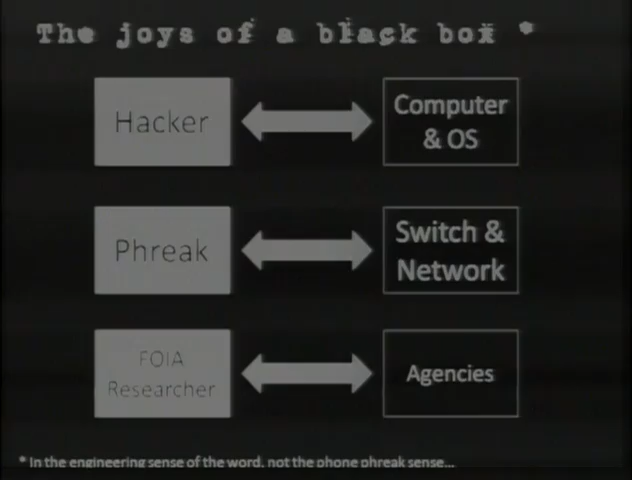 The joys of a black box *
Hacker
Computer
& OS
Phreak
Switch &
Network
FOIA
Researcher
Agencies
* In the engineering sense of the word, not the phone phreak sense...